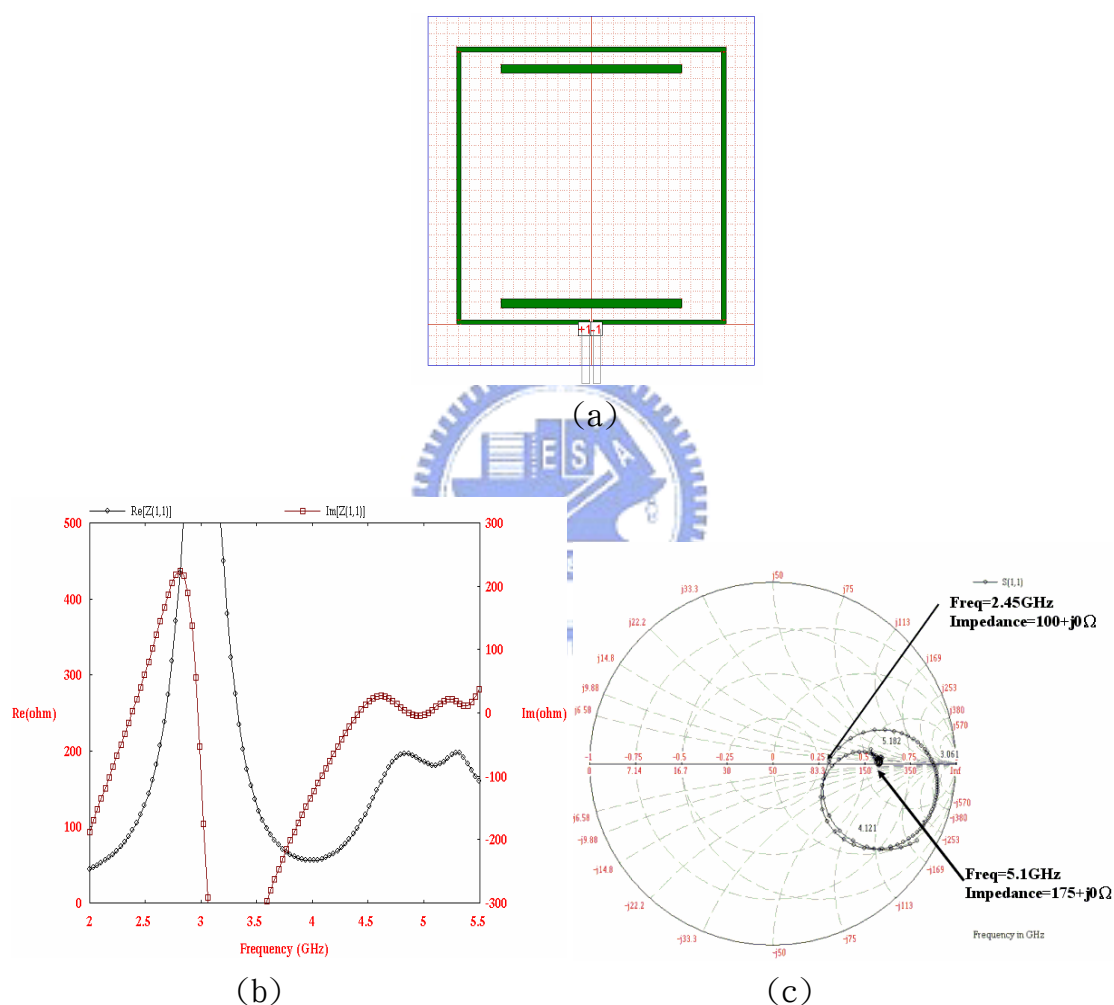 +1-1
(a)
ESA
Re[Z(1,1)] Im[Z(1,1)]
500 300
400 200
300 100
Re(ohm) Im(ohm)
200 0
100 -200
0 -300
2 2.5 3 3.5 4 4.5 5 5.5
Frequency (GHz)
(b)
S(1,1)
Freq=2.45GHz
Impedance=100+j0Ω
j50
j33.3 j75
j22.2 j113
j14.8 j169
j9.88 j253
j6.58 j380
j570
5.182
3.061
-1 -0.75 -0.5 -0.25 0 0.25 0.5 0.75
0 7.14 16.7 30 50 83.3 150 350 Inf
-j6.58 -j570
-j9.88 -j380
4.121
-j14.8 -j253
-j22.2 -j169
-j33.3 -j113
-j50 -j75
Freq=5.1GHz
Impedance=175+j0Ω
Frequency in GHz
(c)